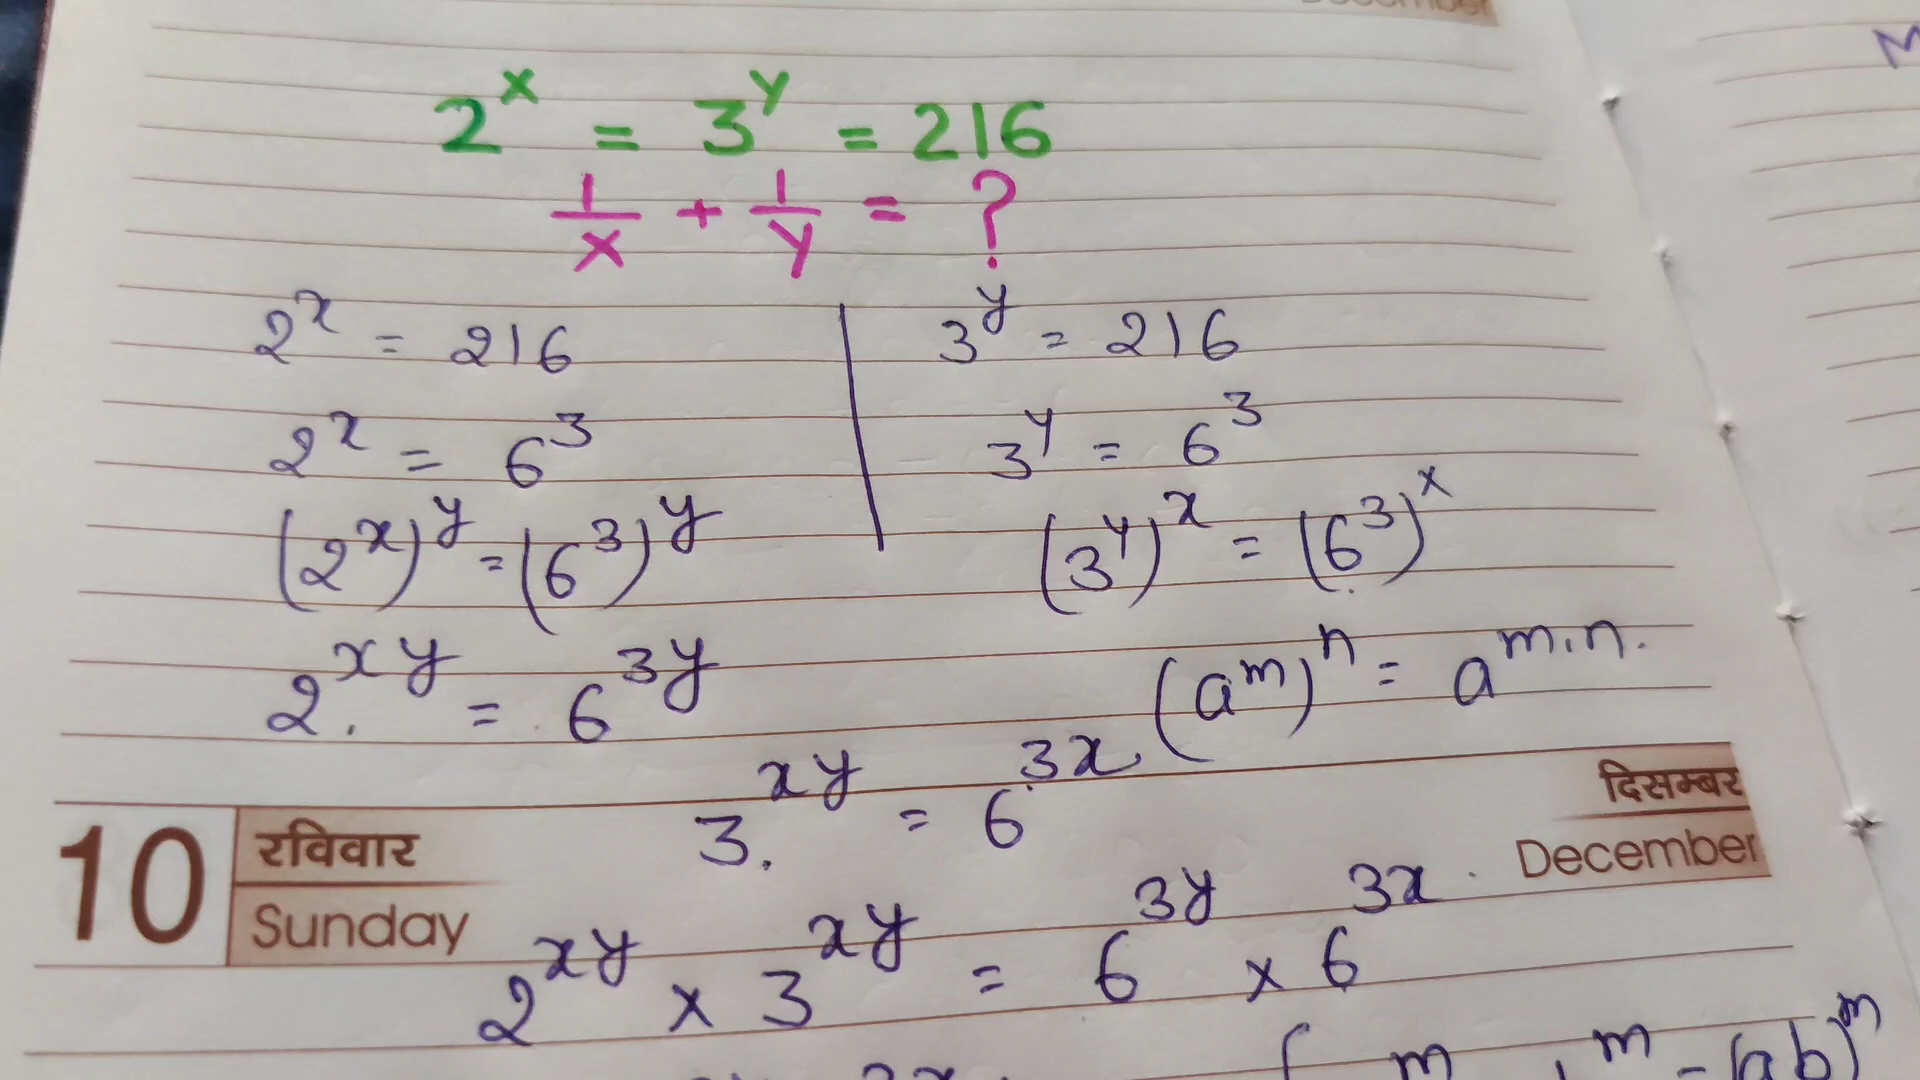 2^x = 3^y = 216
1/x + 1/y = ?
2^x = 216
2^x = 6^3
(2^x)^y = (6^3)^y
2^xy = 6^3y
3^y = 216
3^y = 6^3
(3^y)^x = (6^3)^x
(a^m)^n = a^m.n.
3^xy = 6^3x
10 रविवार Sunday
दिसम्बर
December
2^xy × 3^xy = 6^3y × 6^3x
= (ab)^m